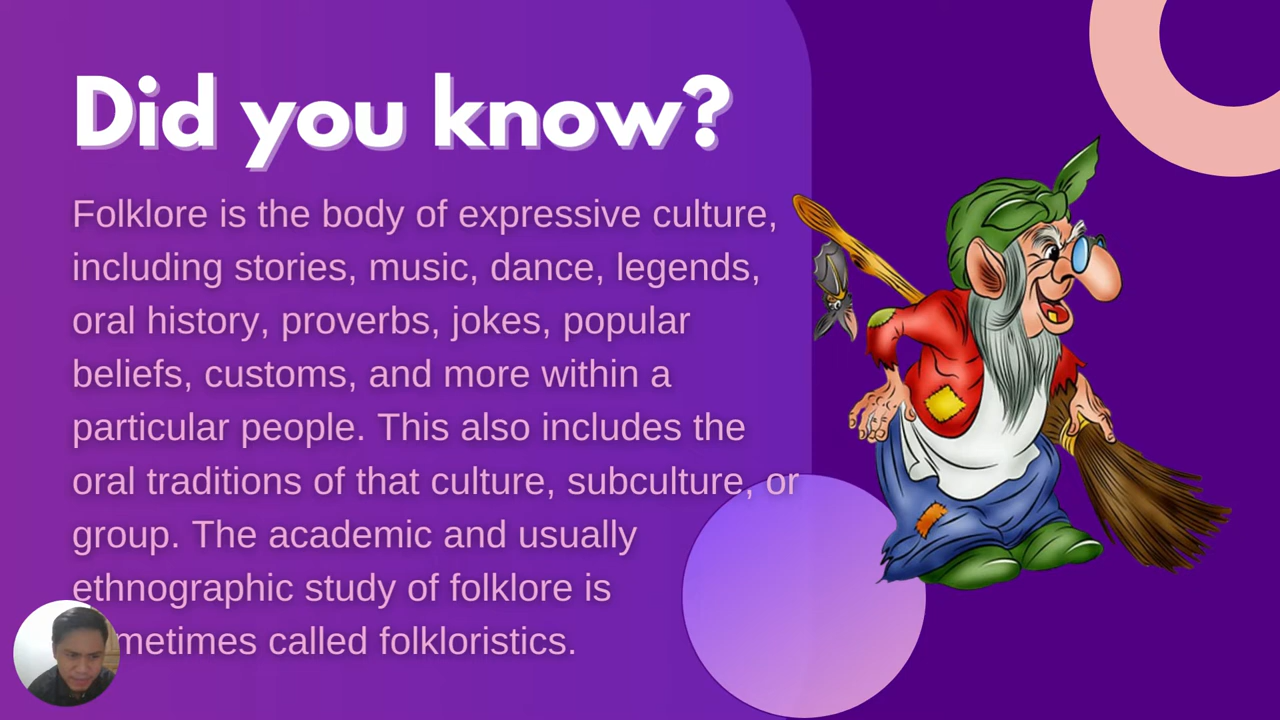 Did you know?
Folklore is the body of expressive culture,
including stories, music, dance, legends,
oral history, proverbs, jokes, popular
beliefs, customs, and more within a
particular people. This also includes the
oral traditions of that culture, subculture, or
group. The academic and usually
ethnographic study of folklore is
sometimes called folkloristics.